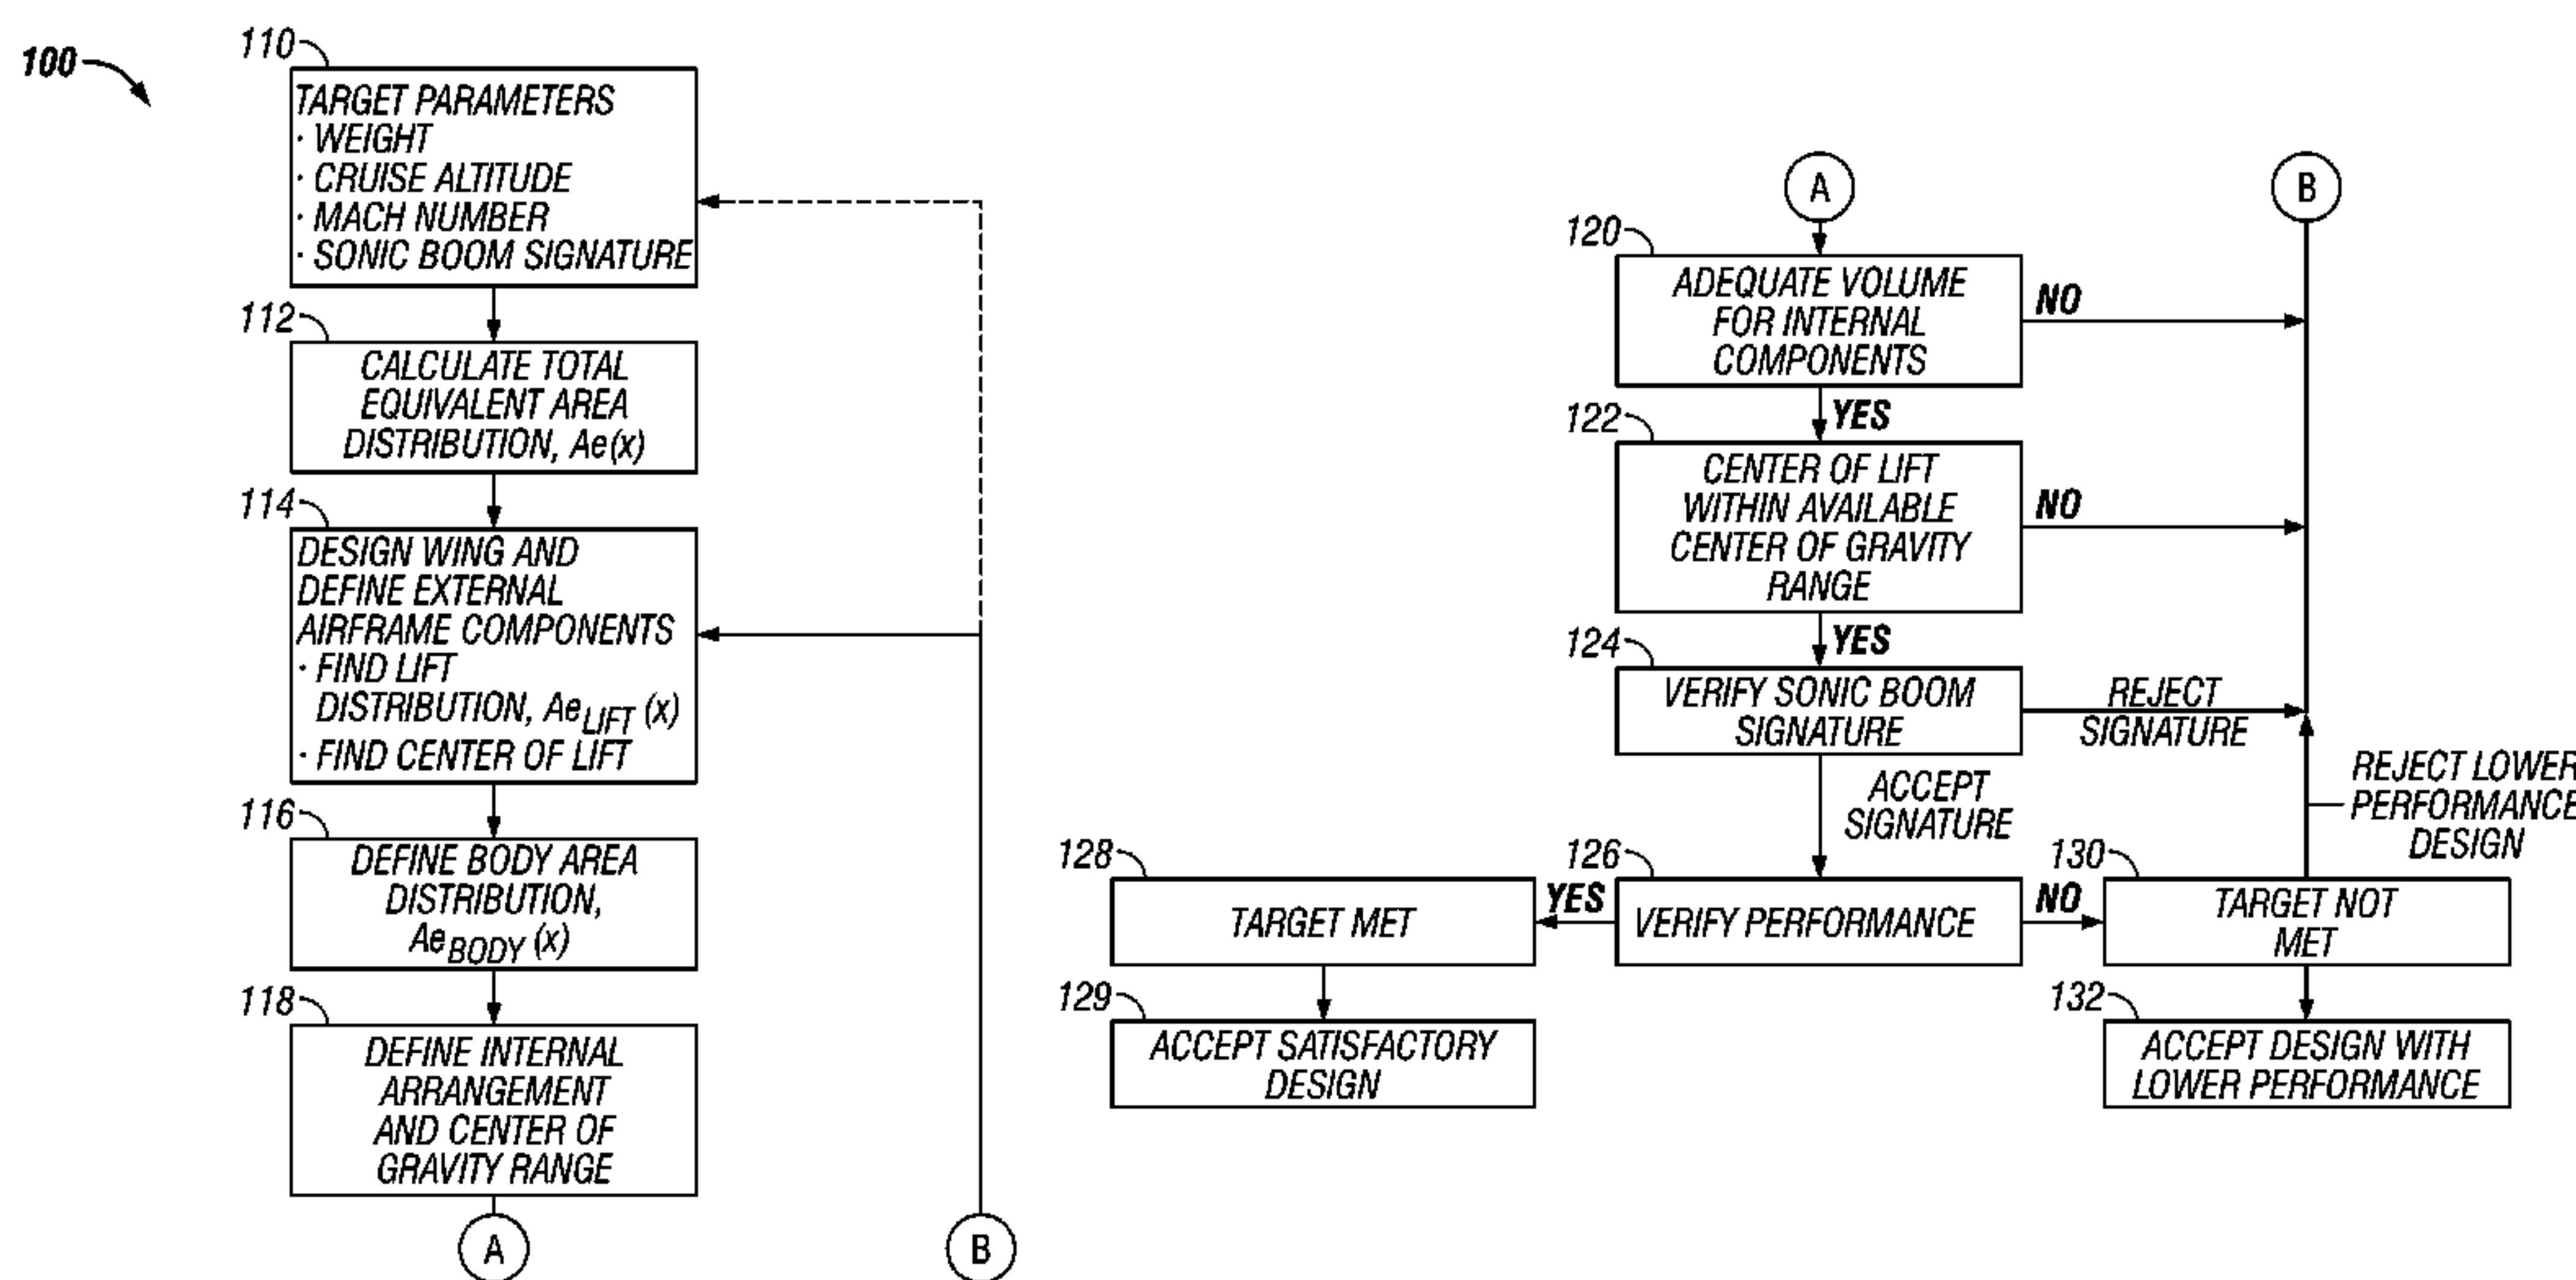 100
110
TARGET PARAMETERS
· WEIGHT
· CRUISE ALTITUDE
· MACH NUMBER
· SONIC BOOM SIGNATURE
112
CALCULATE TOTAL
EQUIVALENT AREA
DISTRIBUTION, Ae(x)
114
DESIGN WING AND
DEFINE EXTERNAL
AIRFRAME COMPONENTS
· FIND LIFT
DISTRIBUTION, Ae LIFT (x)
· FIND CENTER OF LIFT
116
DEFINE BODY AREA
DISTRIBUTION,
Ae BODY (x)
118
DEFINE INTERNAL
ARRANGEMENT
AND CENTER OF
GRAVITY RANGE
A
B
A
B
120
ADEQUATE VOLUME
FOR INTERNAL
COMPONENTS
NO
YES
122
CENTER OF LIFT
WITHIN AVAILABLE
CENTER OF GRAVITY
RANGE
NO
YES
124
VERIFY SONIC BOOM
SIGNATURE
REJECT
SIGNATURE
ACCEPT
SIGNATURE
REJECT LOWER
PERFORMANCE
DESIGN
128
TARGET MET
YES
126
VERIFY PERFORMANCE
NO
130
TARGET NOT
MET
129
ACCEPT SATISFACTORY
DESIGN
132
ACCEPT DESIGN WITH
LOWER PERFORMANCE